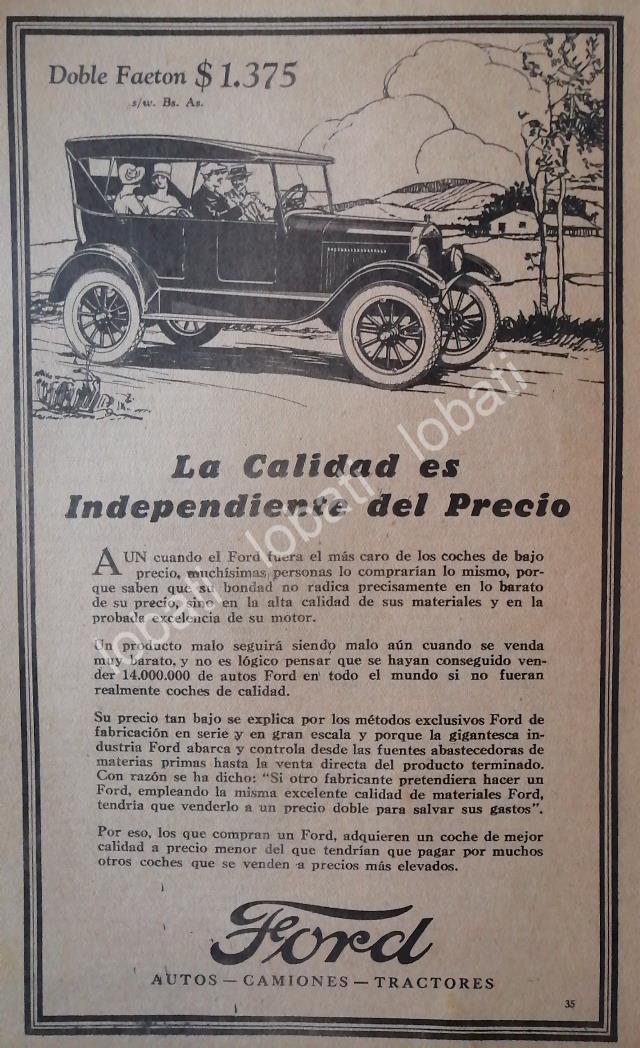 Doble Faeton $ 1.375
s/w. Bs. As.
La Calidad es
Independiente del Precio
AUN cuando el Ford fuera el más caro de los coches de bajo
precio, muchísimas personas lo comprarían lo mismo, por-
que saben que su bondad no radica precisamente en lo barato
de su precio, sino en la alta calidad de sus materiales y en la
probada excelencia de su motor.
Un producto malo seguirá siendo malo aún cuando se venda
muy barato, y no es lógico pensar que se hayan conseguido ven-
der 14.000.000 de autos Ford en todo el mundo si no fueran
realmente coches de calidad.
Su precio tan bajo se explica por los métodos exclusivos Ford de
fabricación en serie y en gran escala y porque la gigantesca in-
dustria Ford abarca y controla desde las fuentes abastecedoras de
materias primas hasta la venta directa del producto terminado.
Con razón se ha dicho: "Si otro fabricante pretendiera hacer un
Ford, empleando la misma excelente calidad de materiales Ford,
tendría que venderlo a un precio doble para salvar sus gastos".
Por eso, los que compran un Ford, adquieren un coche de mejor
calidad a precio menor del que tendrían que pagar por muchos
otros coches que se venden a precios más elevados.
Ford
AUTOS — CAMIONES — TRACTORES
35
lobati lobati lobati lobati